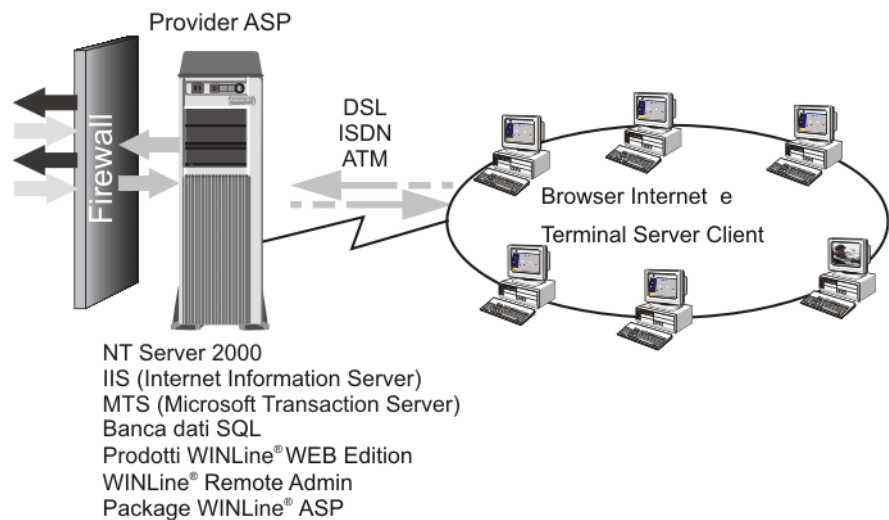 Provider ASP
Firewall
DSL
ISDN
ATM
Browser Internet e
Terminal Server Client
NT Server 2000
IIS (Internet Information Server)
MTS (Microsoft Transaction Server)
Banca dati SQL
Prodotti WINLine® WEB Edition
WINLine® Remote Admin
Package WINLine® ASP